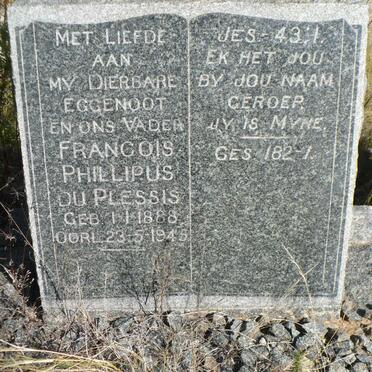 MET LIEFDE
AAN
MY DIERBARE
EGGENOOT
EN ONS VADER
FRANCOIS
PHILLIPUS
DU PLESSIS
GEB. 1-1-1888
OORL. 23-5-1945
JES. 43:1.
EK HET JOU
BY JOU NAAM
GEROEP.
JY IS MYNE.
GES. 182-1.